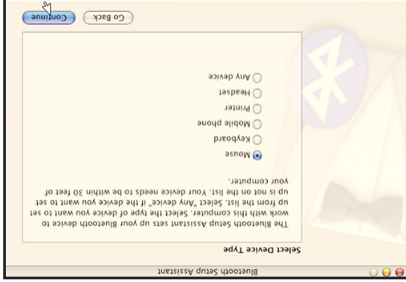 Bluetooth Setup Assistant
Select Device Type
The Bluetooth Setup Assistant sets up your Bluetooth device to
work with this computer. Select the type of device you want to set
up from the list. Select "Any device" if the device you want to set
up is not on the list. Your device needs to be within 30 feet of
your computer.
Mouse
Keyboard
Mobile phone
Printer
Headset
Any device
Go Back
Continue